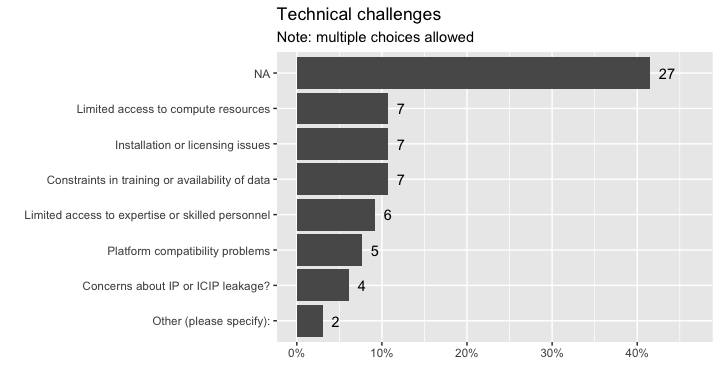 Technical challenges
Note: multiple choices allowed
NA
27
Limited access to compute resources
7
Installation or licensing issues
7
Constraints in training or availability of data
7
Limited access to expertise or skilled personnel
6
Platform compatibility problems
5
Concerns about IP or ICIP leakage?
4
Other (please specify):
2
0% 10% 20% 30% 40%